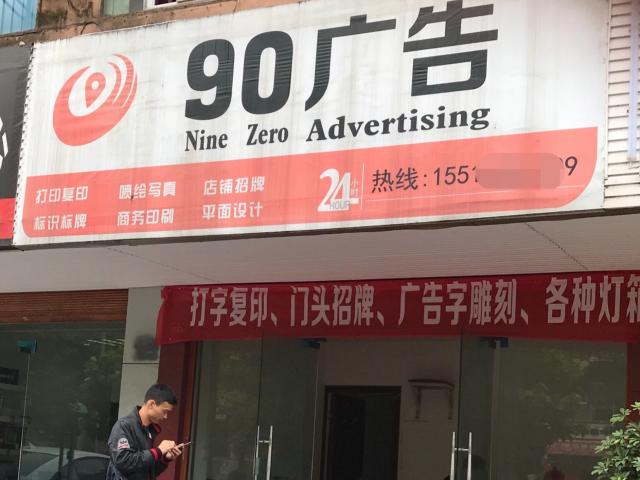 90广告
Nine Zero Advertising
打印复印 喷绘写真 店铺招牌
标识标牌 商务印刷 平面设计
24小时
HOUR
热线:1551 9
打字复印、门头招牌、广告字雕刻、各种灯箱